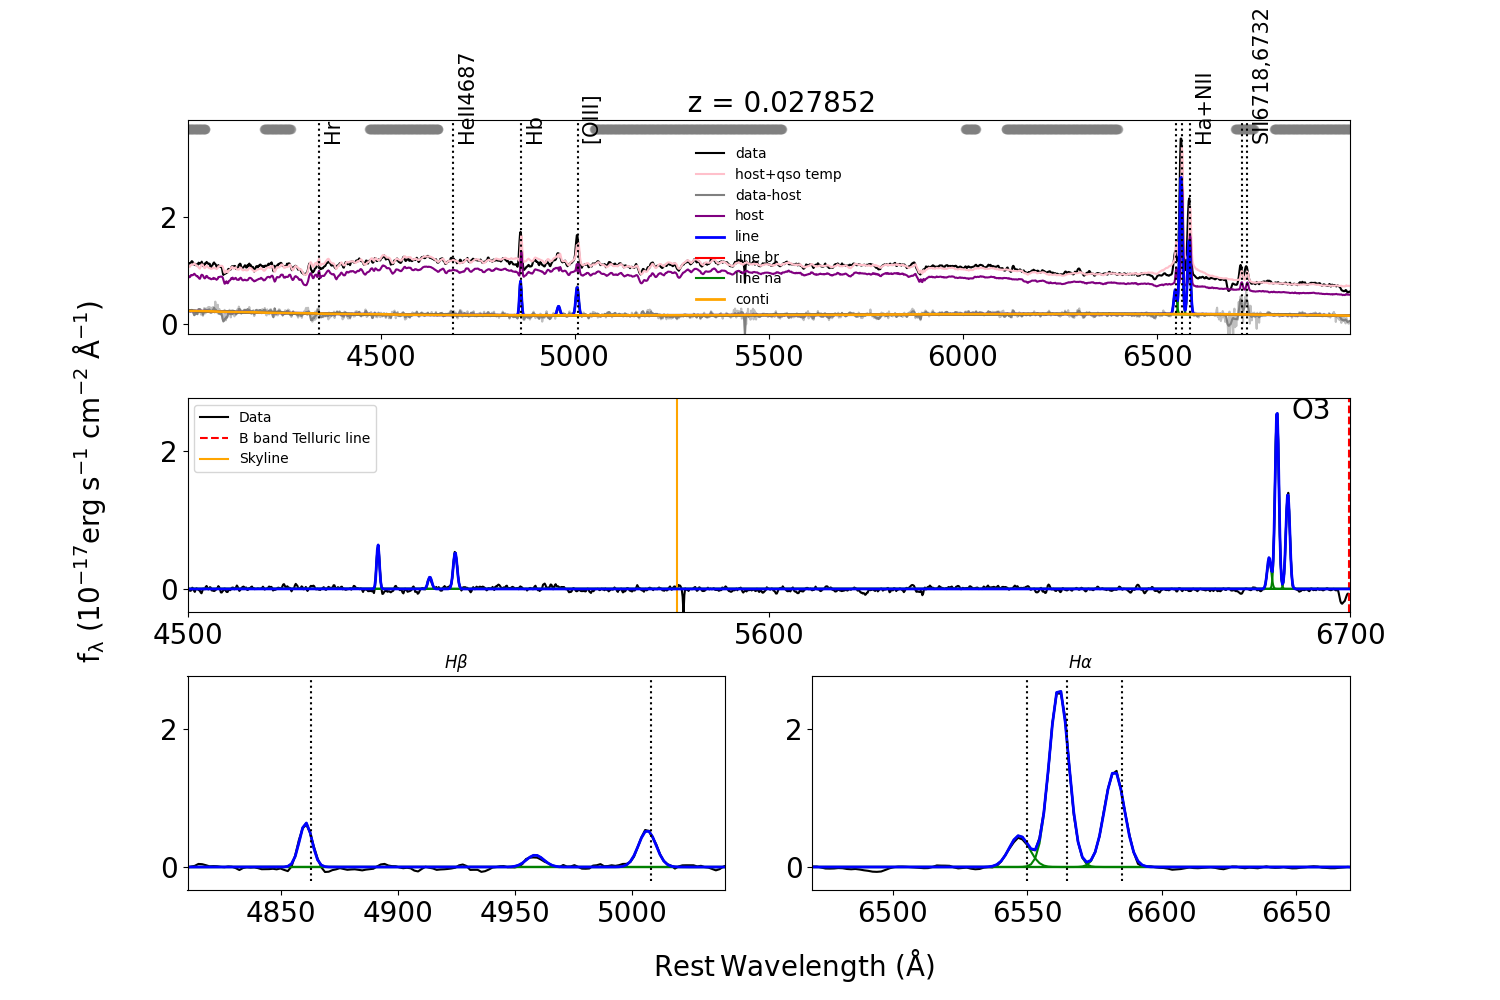 z = 0.027852
Hr
HeII4687
Hb
[OIII]
Ha+NII
SII6718,6732
data
host+qso temp
data-host
host
line
line br
line na
conti
2
0
4500
5000
5500
6000
6500
fλ (10⁻¹⁷erg s⁻¹ cm⁻² Å⁻¹)
Data
B band Telluric line
Skyline
O3
2
0
4500
5600
6700
Hβ
2
0
4850
4900
4950
5000
Hα
2
0
6500
6550
6600
6650
Rest Wavelength (Å)